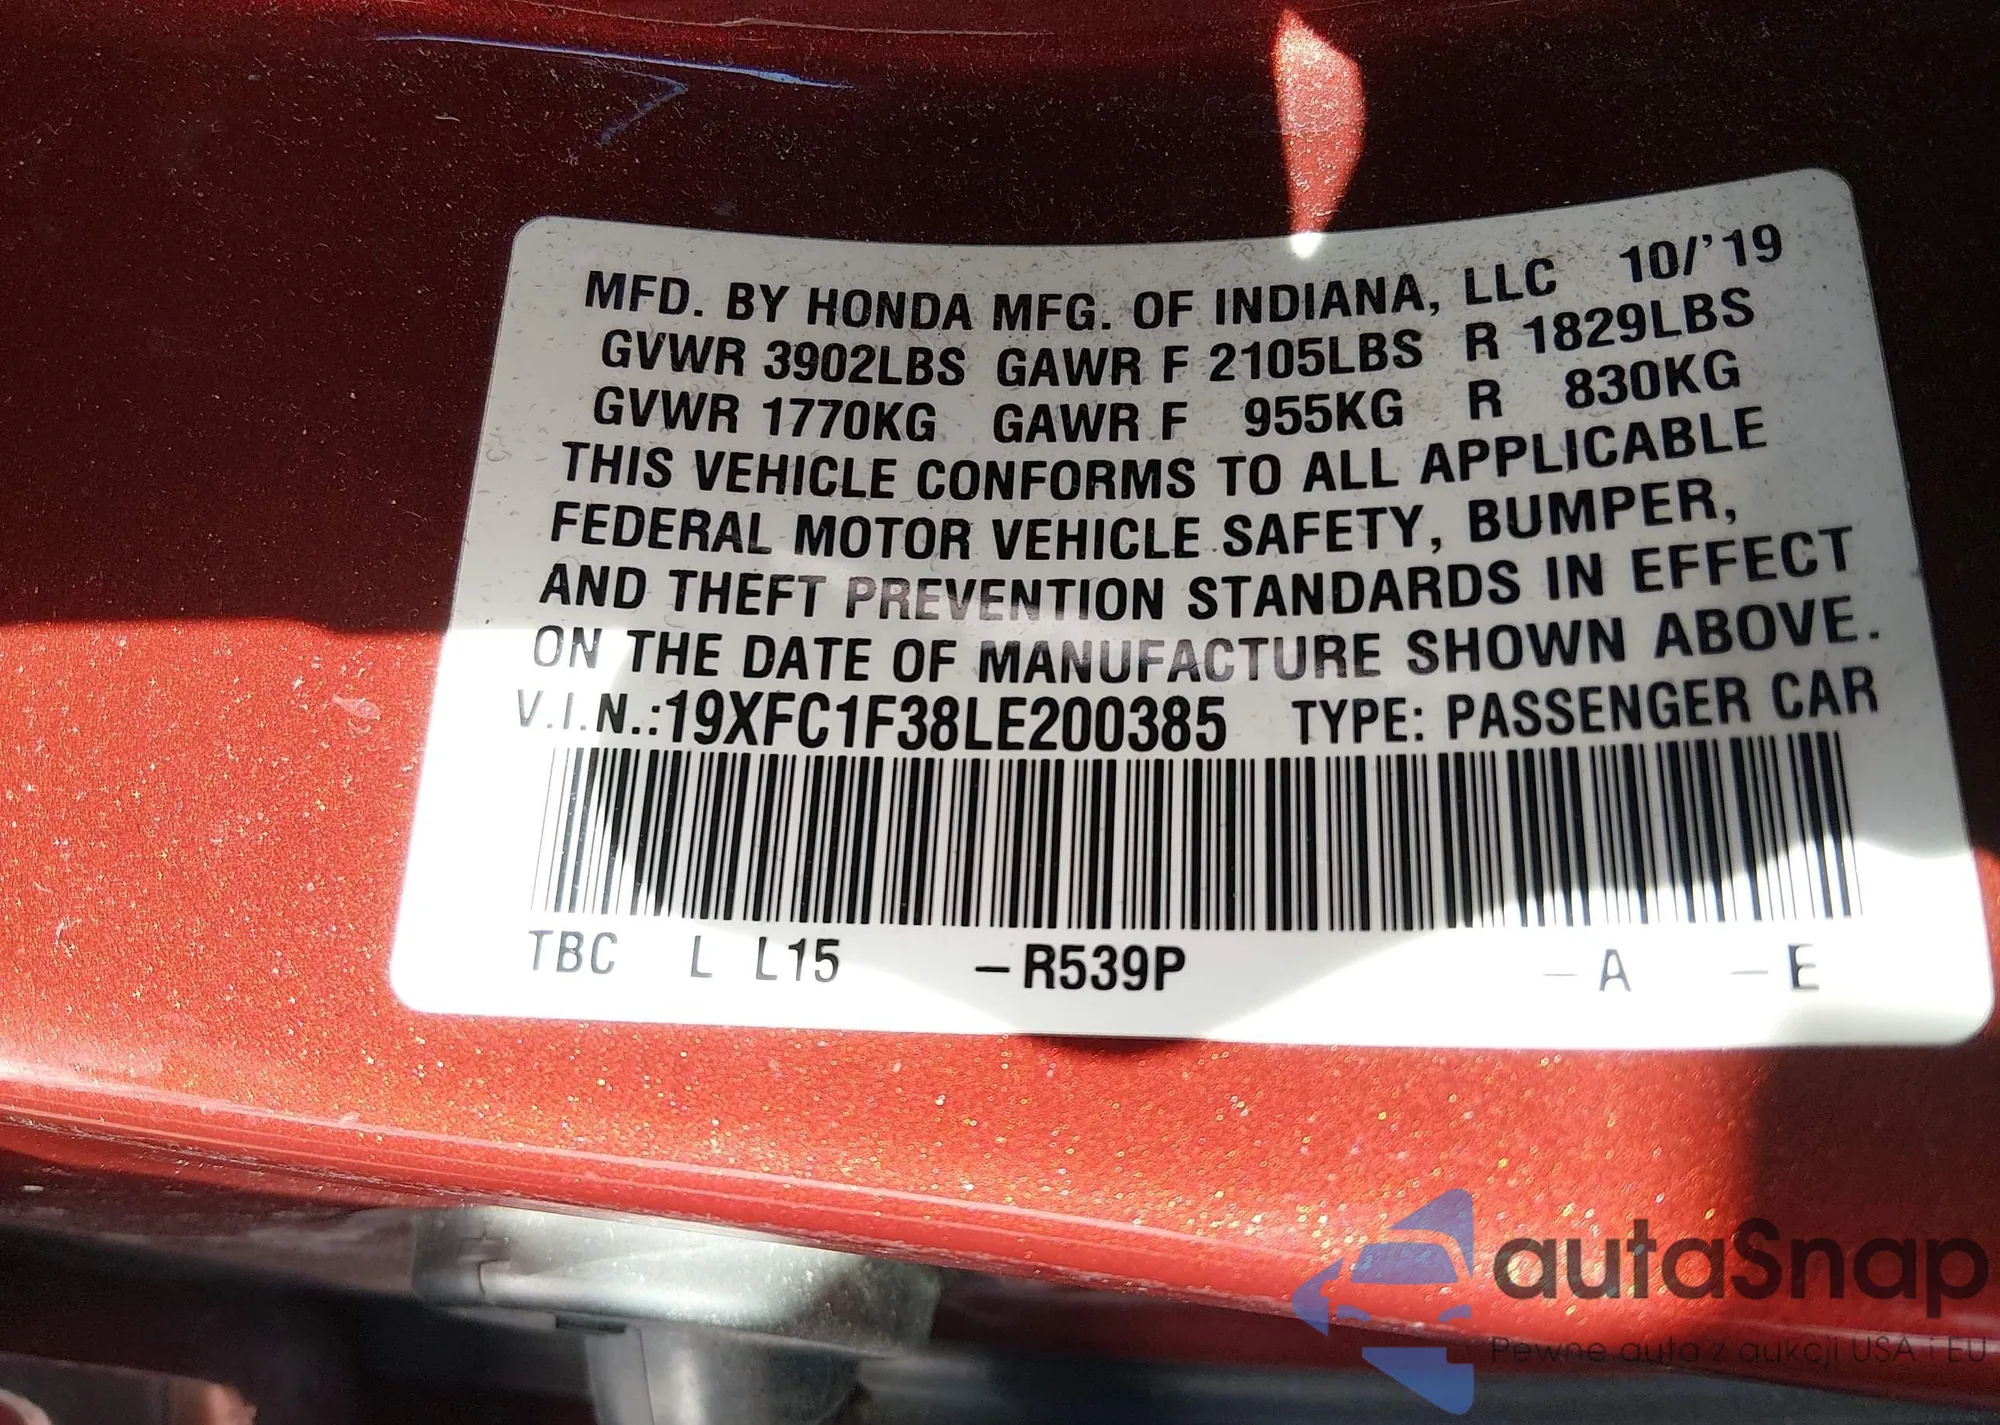 MFD. BY HONDA MFG. OF INDIANA, LLC 10/'19
GVWR 3902LBS GAWR F 2105LBS R 1829LBS
GVWR 1770KG GAWR F 955KG R 830KG
THIS VEHICLE CONFORMS TO ALL APPLICABLE
FEDERAL MOTOR VEHICLE SAFETY, BUMPER,
AND THEFT PREVENTION STANDARDS IN EFFECT
ON THE DATE OF MANUFACTURE SHOWN ABOVE.
V.I.N.:19XFC1F38LE200385 TYPE: PASSENGER CAR
TBC L L15 –R539P –A –E
autaSnap
Pewne auta z aukcji USA i EU